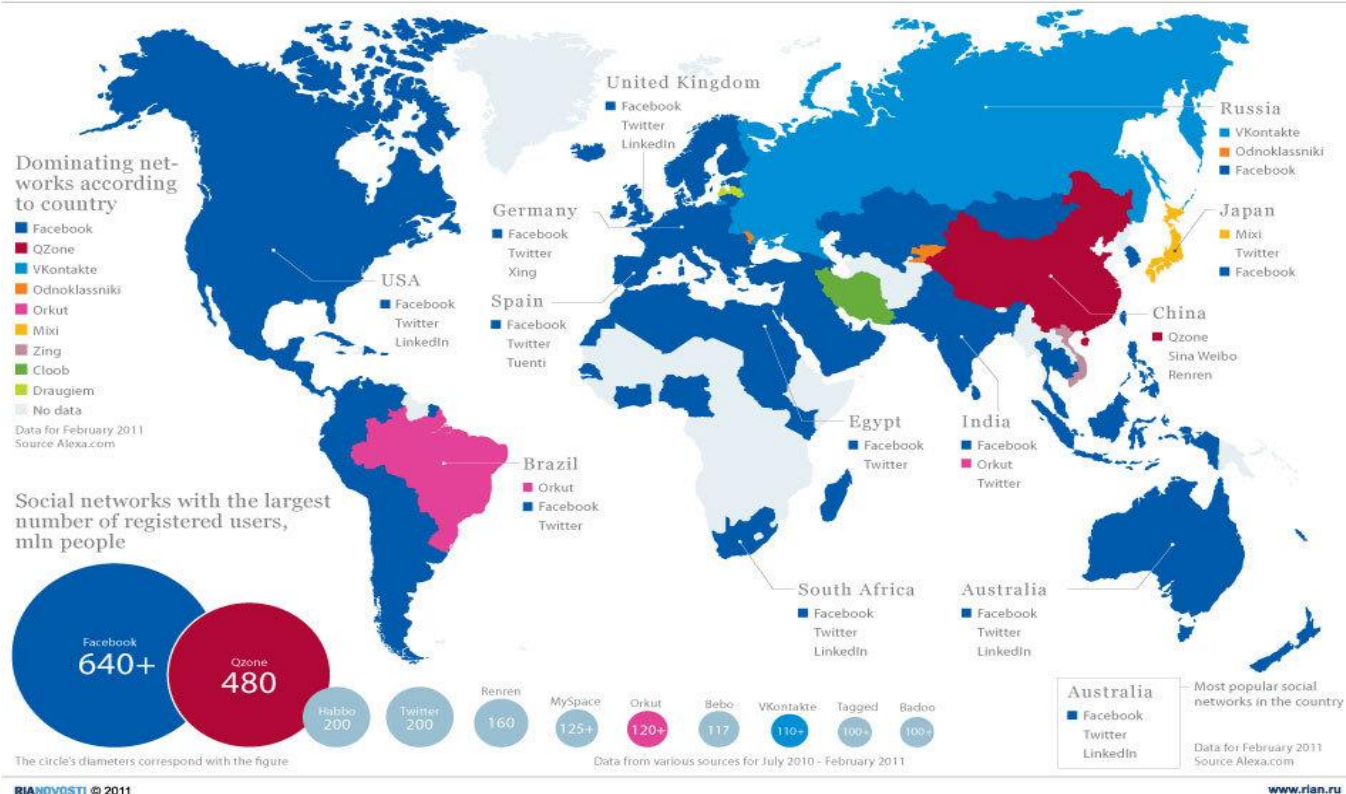 Dominating net-
works according
to country
Facebook
QZone
VKontakte
Odnoklassniki
Orkut
Mixi
Zing
Cloob
Draugiem
No data
Data for February 2011
Source Alexa.com
USA
Facebook
Twitter
LinkedIn
United Kingdom
Facebook
Twitter
LinkedIn
Germany
Facebook
Twitter
Xing
Spain
Facebook
Twitter
Tuenti
Russia
VKontakte
Odnoklassniki
Facebook
Japan
Mixi
Twitter
Facebook
China
Qzone
Sina Weibo
Renren
Egypt
Facebook
Twitter
India
Facebook
Orkut
Twitter
Brazil
Orkut
Facebook
Twitter
South Africa
Facebook
Twitter
LinkedIn
Australia
Facebook
Twitter
LinkedIn
Social networks with the largest
number of registered users,
mln people
Facebook
640+
Qzone
480
Habbo
200
Twitter
200
Renren
160
MySpace
125+
Orkut
120+
Bebo
117
VKontakte
110+
Tagged
100+
Badoo
100+
The circle's diameters correspond with the figure
Data from various sources for July 2010 - February 2011
Australia
Facebook
Twitter
LinkedIn
Most popular social
networks in the country
Data for February 2011
Source Alexa.com
RIANOVOSTI © 2011
www.rian.ru